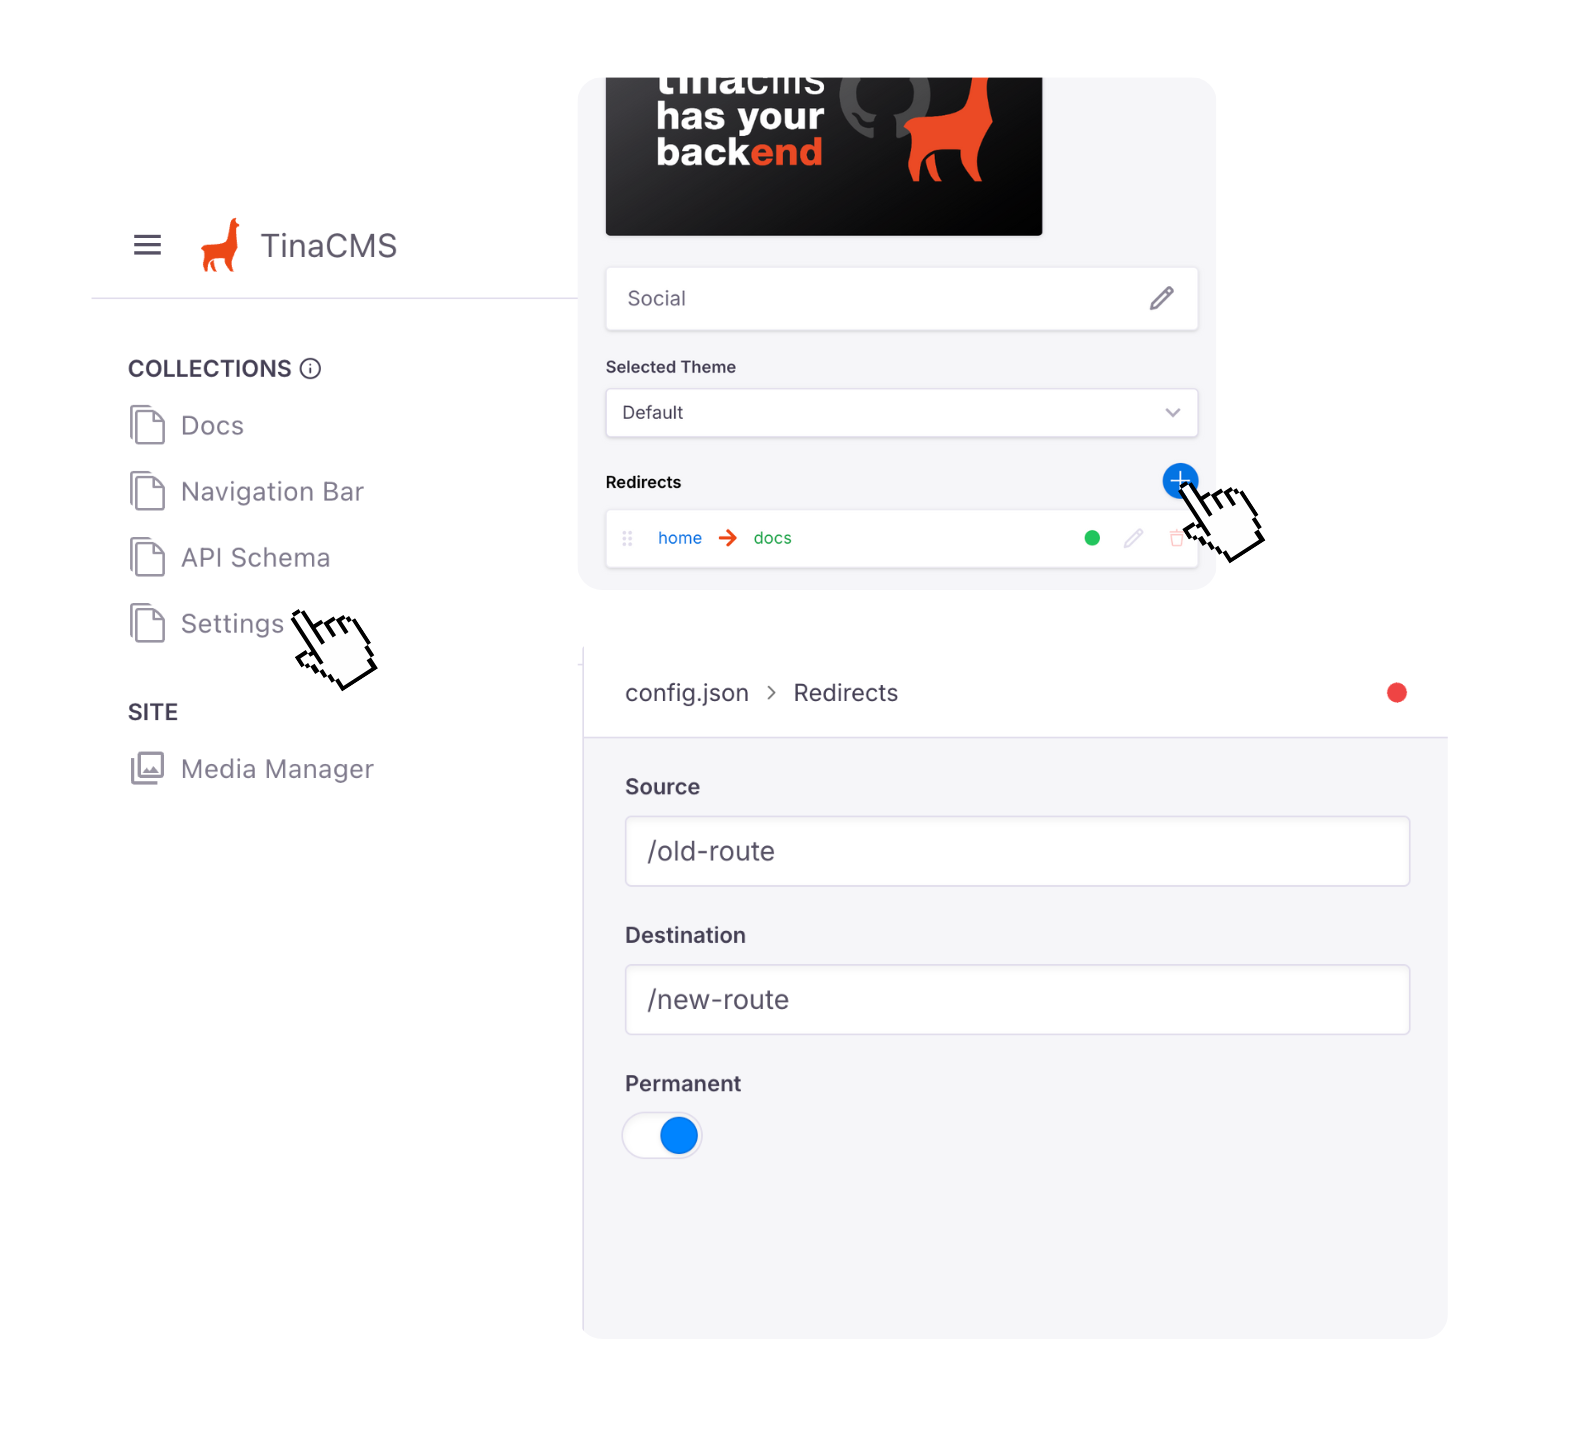 TinaCMS
COLLECTIONS
Docs
Navigation Bar
API Schema
Settings
SITE
Media Manager
tinacms
has your
backend
Social
Selected Theme
Default
Redirects
home → docs
config.json > Redirects
Source
/old-route
Destination
/new-route
Permanent